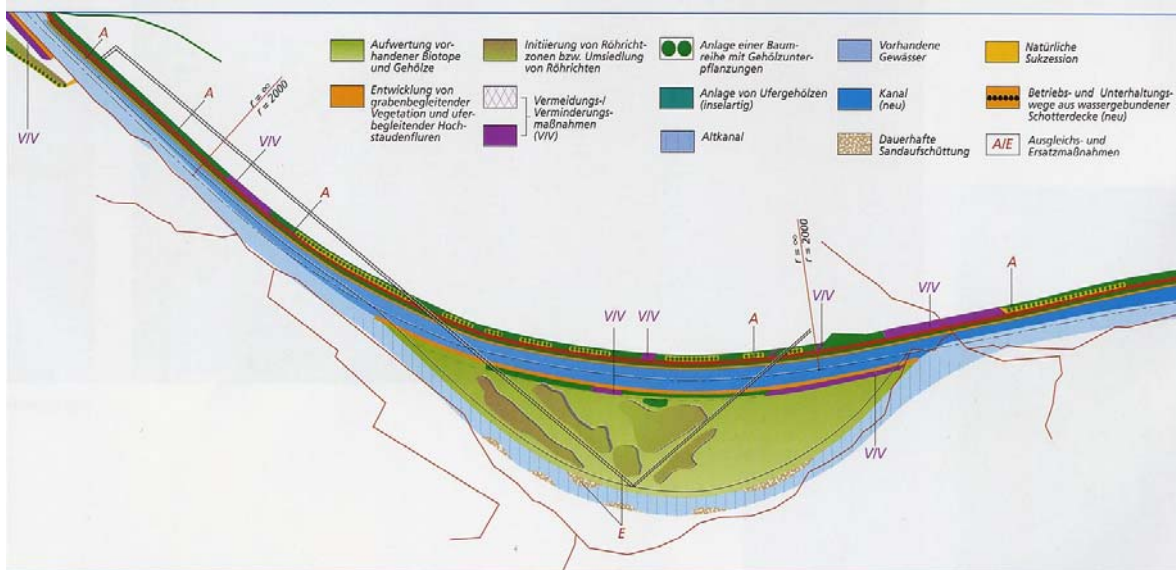 Aufwertung vor-
handener Biotope
und Gehölze
Entwicklung von
grabenbegleitender
Vegetation und ufer-
begleitender Hoch-
staudenfluren
Initiierung von Röhricht-
zonen bzw. Umsiedlung
von Röhrichten
Vermeidungs-/
Verminderungs-
maßnahmen
(V/V)
Anlage einer Baum-
reihe mit Gehölzunter-
pflanzungen
Anlage von Ufergehölzen
(inselartig)
Altkanal
Vorhandene
Gewässer
Kanal
(neu)
Dauerhafte
Sandaufschüttung
Natürliche
Sukzession
Betriebs- und Unterhaltungs-
wege aus wassergebundener
Schotterdecke (neu)
A/E
Ausgleichs- und
Ersatzmaßnahmen
A
V/V
A
r = ∞
r = 2000
V/V
A
r = ∞
r = 2000
V/V
V/V
A
V/V
V/V
A
V/V
E